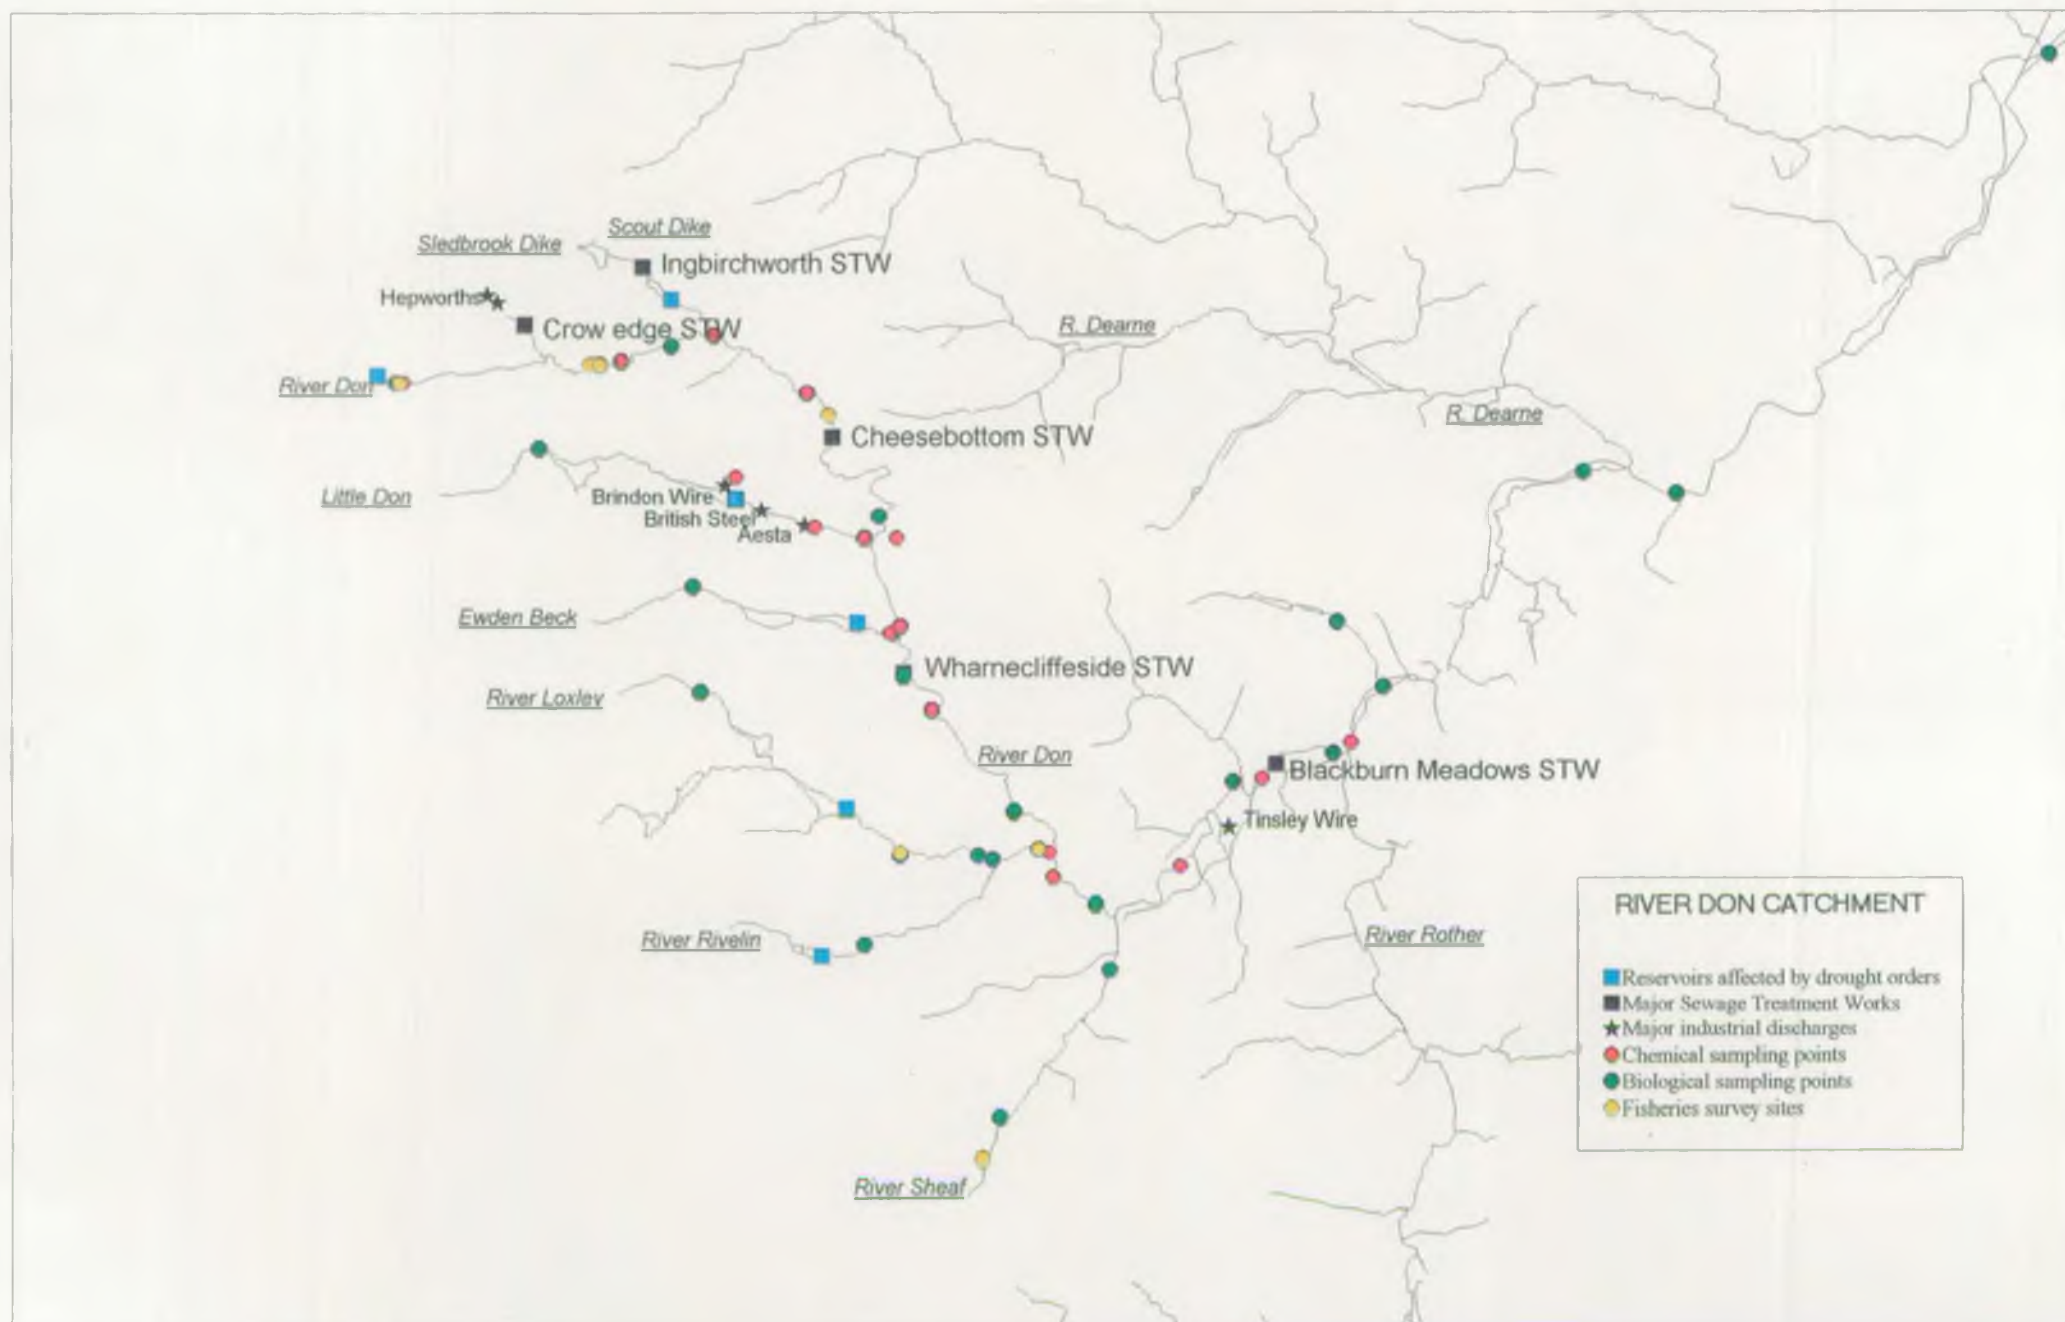 Scout Dike
Sledbrook Dike
Ingbirchworth STW
Hepworths
Crow edge STW
R. Dearne
River Don
R. Dearne
Cheesebottom STW
Little Don
Brindon Wire
British Steel
Aesta
Ewden Beck
Wharnecliffeside STW
River Loxley
River Don
Blackburn Meadows STW
Tinsley Wire
River Rivelin
River Rother
River Sheaf
RIVER DON CATCHMENT
Reservoirs affected by drought orders
Major Sewage Treatment Works
Major industrial discharges
Chemical sampling points
Biological sampling points
Fisheries survey sites